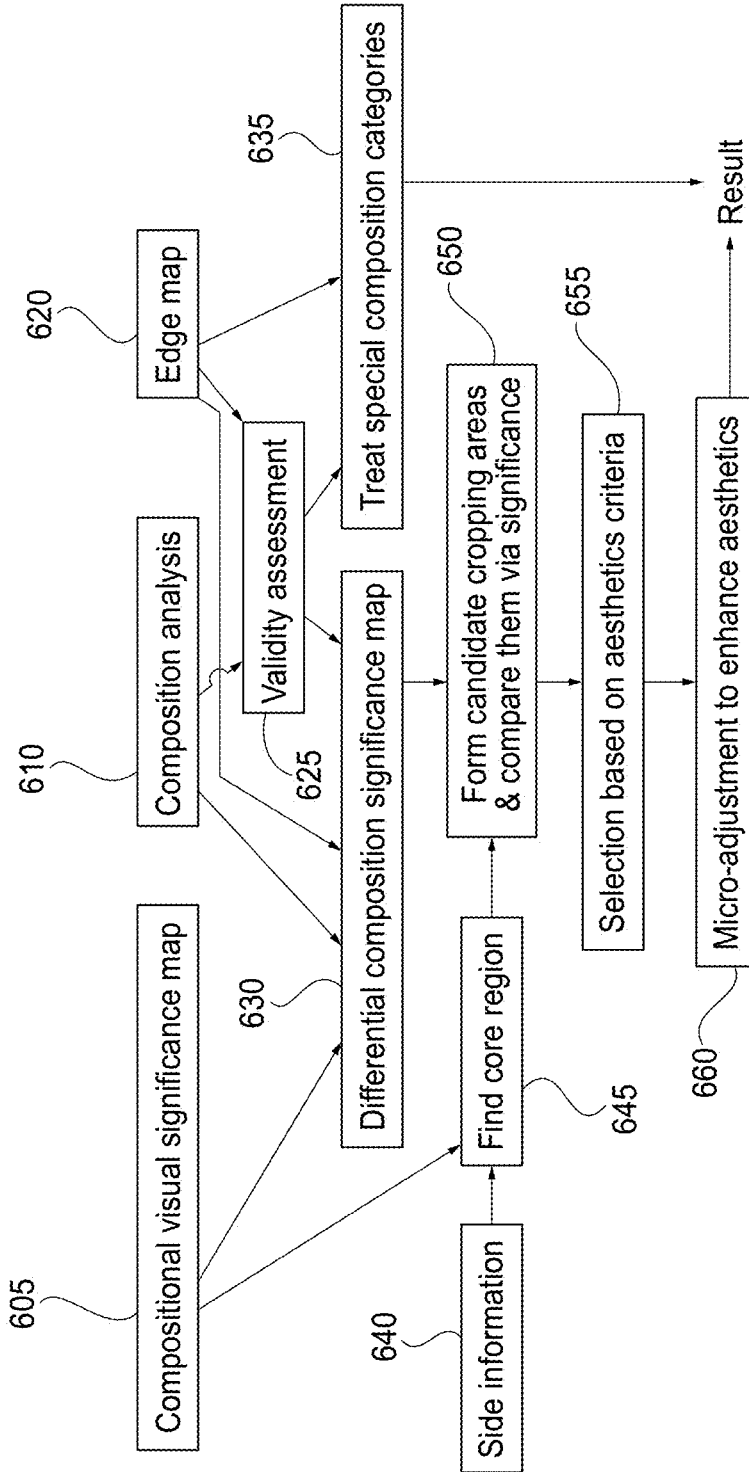 605
Compositional visual significance map
610
Composition analysis
620
Edge map
625
Validity assessment
630
Differential composition significance map
635
Treat special composition categories
640
Side information
645
Find core region
650
Form candidate cropping areas
& compare them via significance
655
Selection based on aesthetics criteria
660
Micro-adjustment to enhance aesthetics
Result